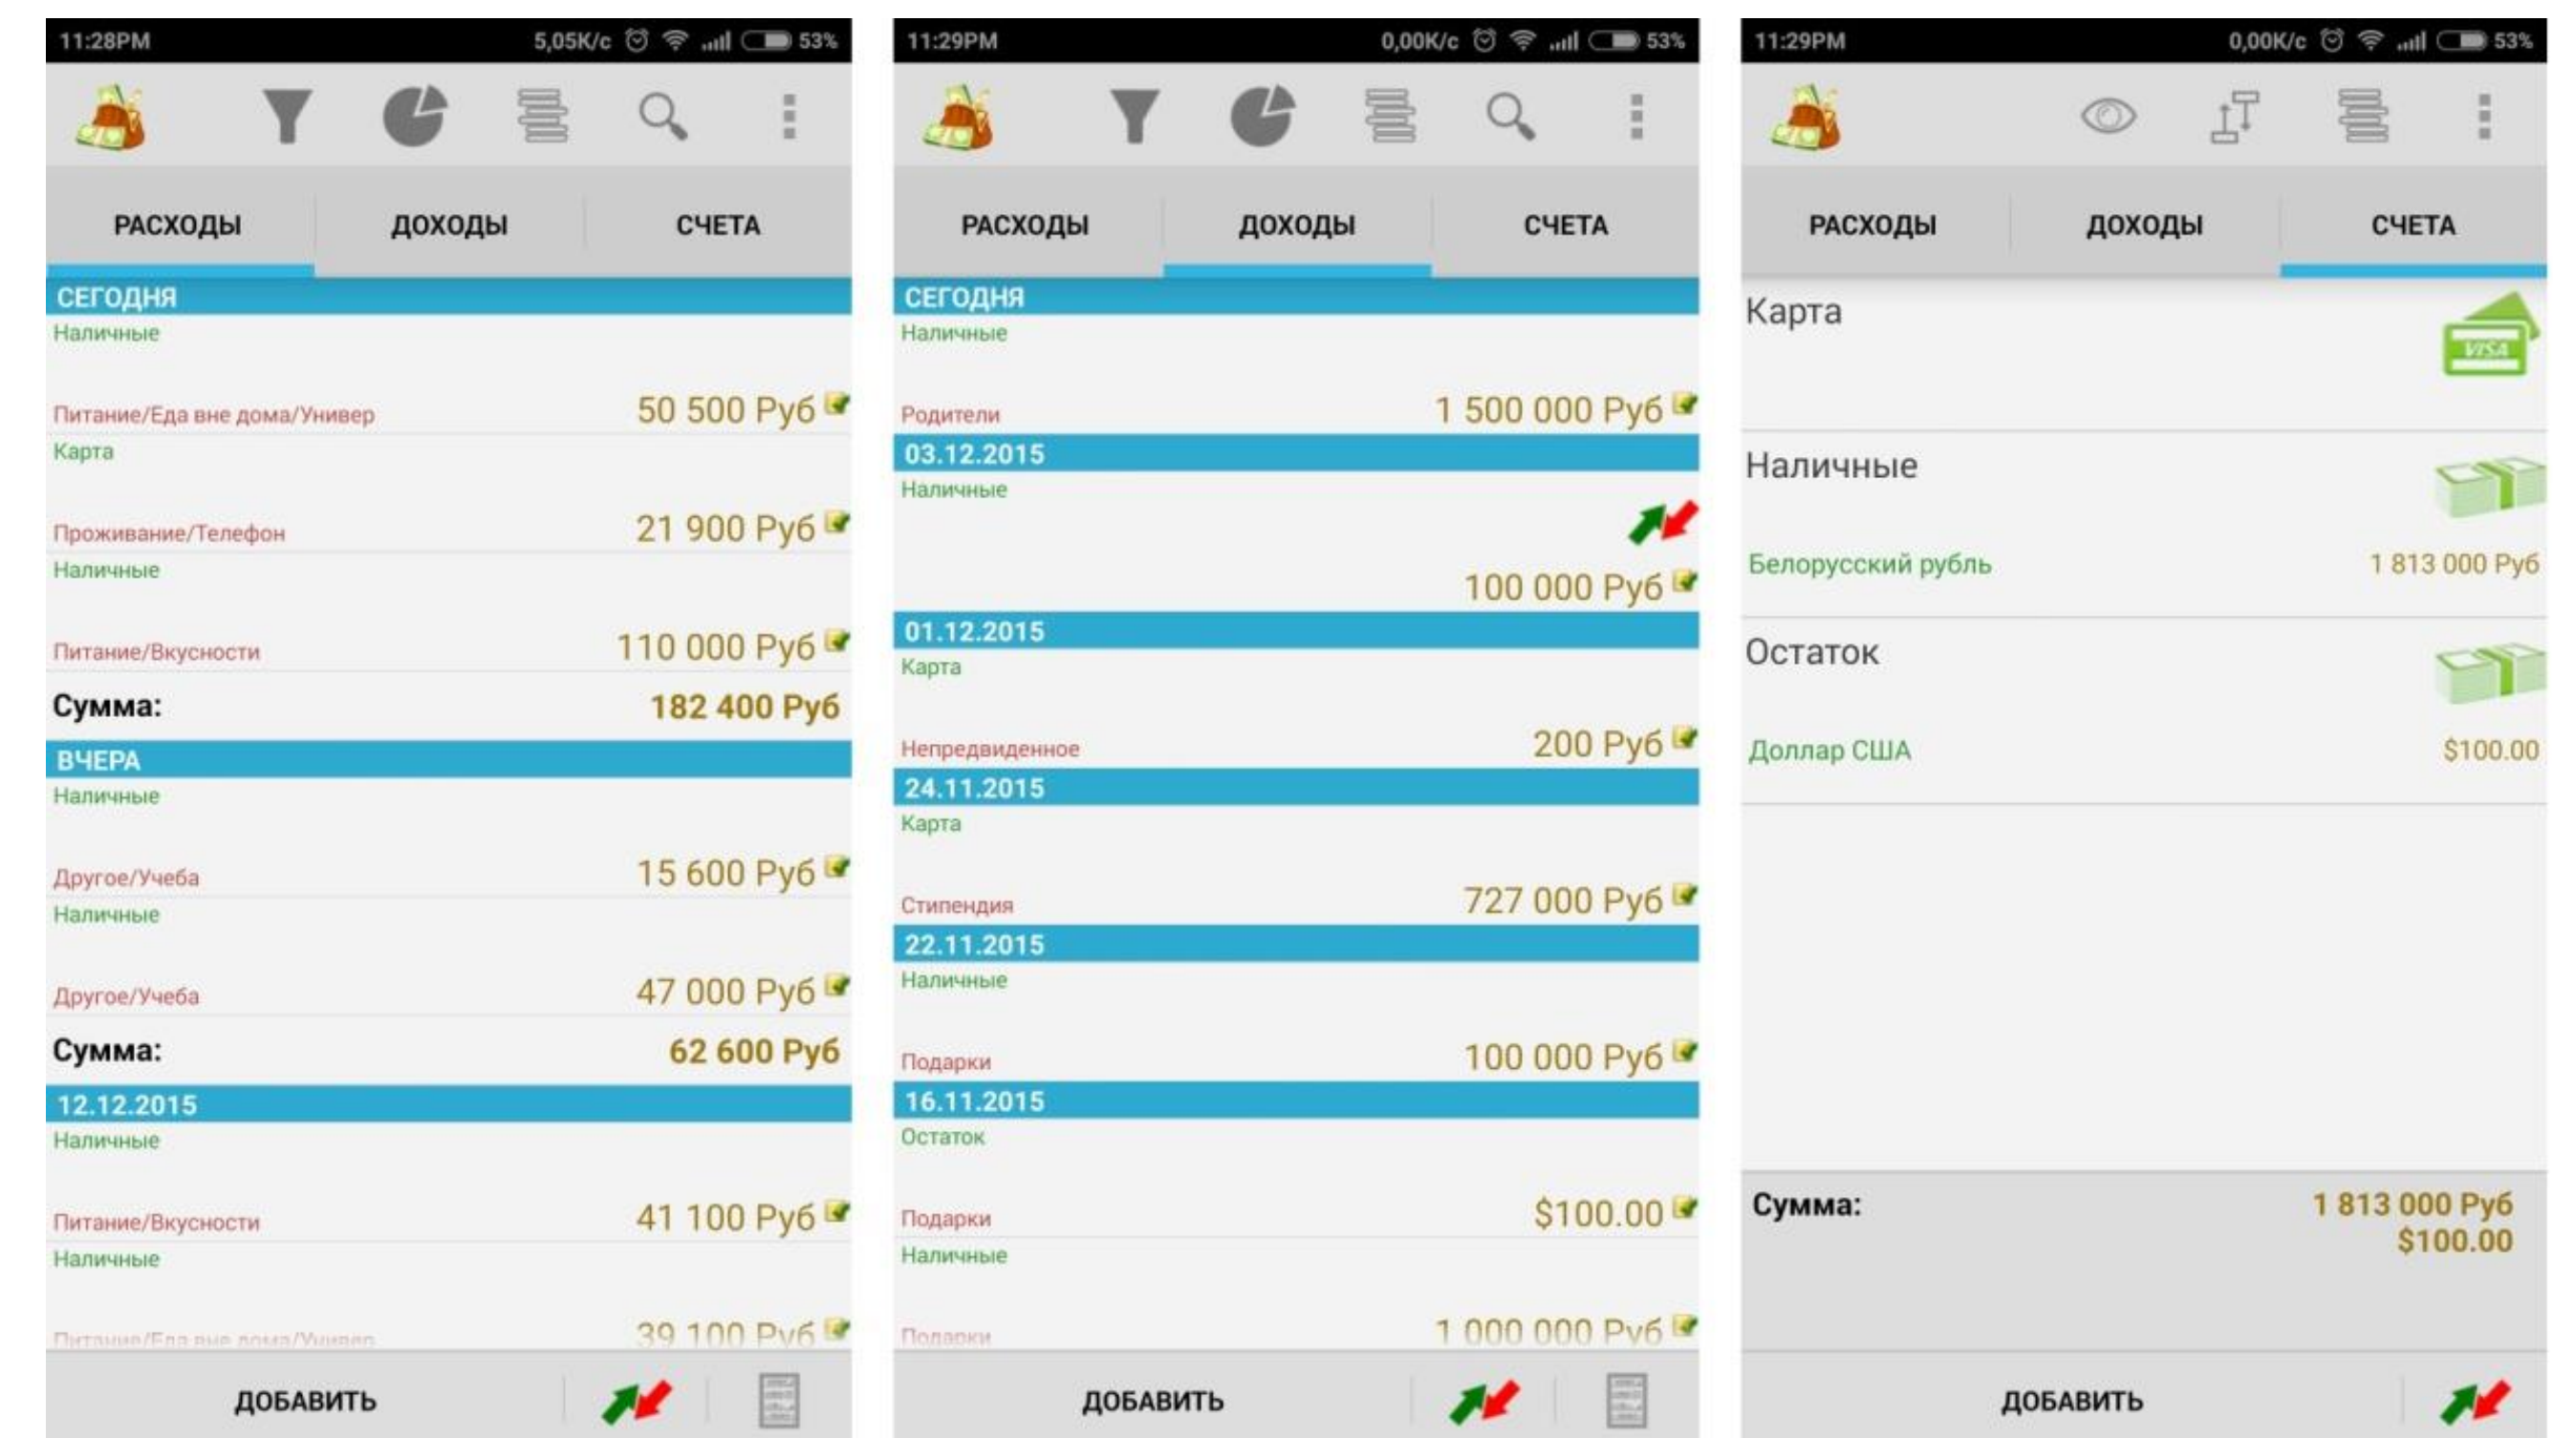 11:28PM 5,05K/c 53%
РАСХОДЫ ДОХОДЫ СЧЕТА
СЕГОДНЯ
Наличные
Питание/Еда вне дома/Универ 50 500 Руб
Карта
Проживание/Телефон 21 900 Руб
Наличные
Питание/Вкусности 110 000 Руб
Сумма: 182 400 Руб
ВЧЕРА
Наличные
Другое/Учеба 15 600 Руб
Наличные
Другое/Учеба 47 000 Руб
Сумма: 62 600 Руб
12.12.2015
Наличные
Питание/Вкусности 41 100 Руб
Наличные
Питание/Еда вне дома/Универ 39 100 Руб
ДОБАВИТЬ
11:29PM 0,00K/c 53%
РАСХОДЫ ДОХОДЫ СЧЕТА
СЕГОДНЯ
Наличные
Родители 1 500 000 Руб
03.12.2015
Наличные
100 000 Руб
01.12.2015
Карта
Непредвиденное 200 Руб
24.11.2015
Карта
Стипендия 727 000 Руб
22.11.2015
Наличные
Подарки 100 000 Руб
16.11.2015
Остаток
Подарки $100.00
Наличные
Подарки 1 000 000 Руб
ДОБАВИТЬ
11:29PM 0,00K/c 53%
РАСХОДЫ ДОХОДЫ СЧЕТА
Карта
VISA
Наличные
Белорусский рубль 1 813 000 Руб
Остаток
Доллар США $100.00
Сумма: 1 813 000 Руб
$100.00
ДОБАВИТЬ